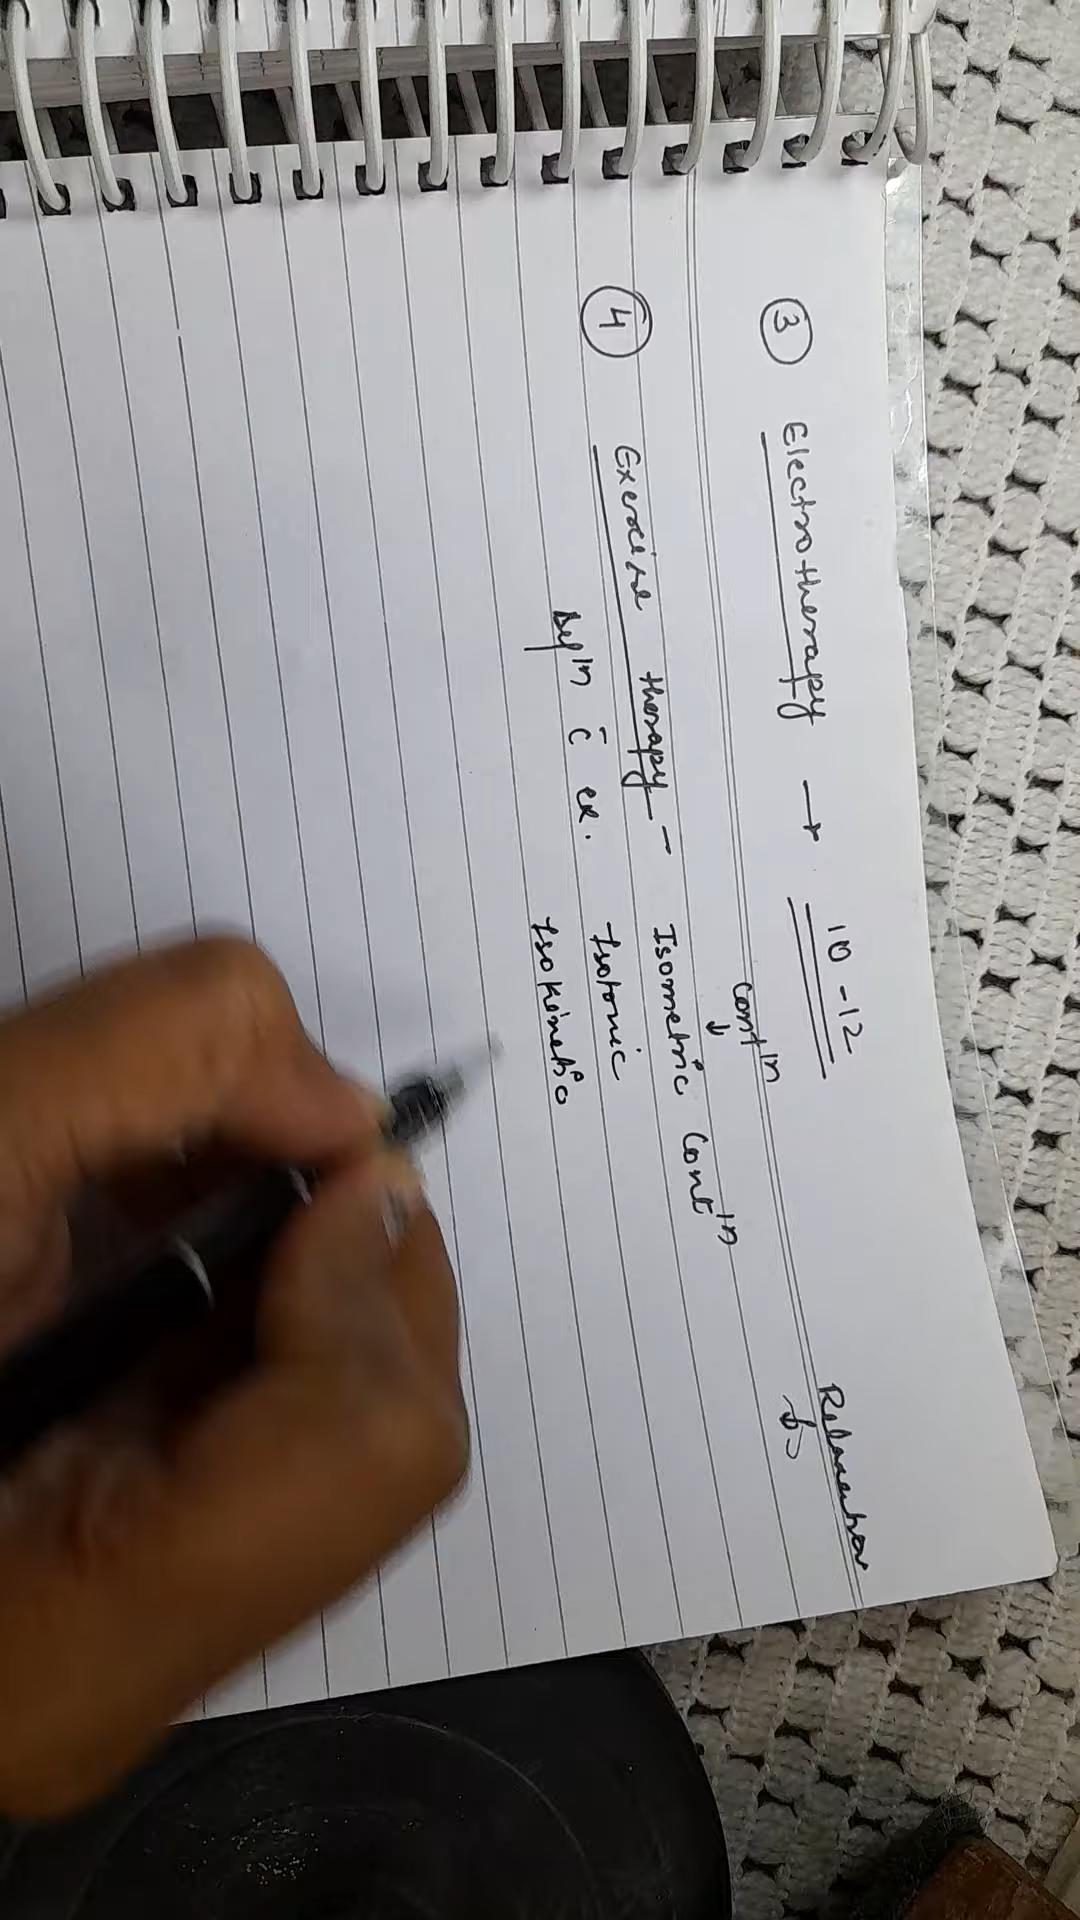 ③ Electrotherapy → 10-12
Relaxation
contⁿ
↓
④ Exercise therapy - Isometric Contⁿ
Defⁿ c̄ ex. Isotonic
Isokinetic